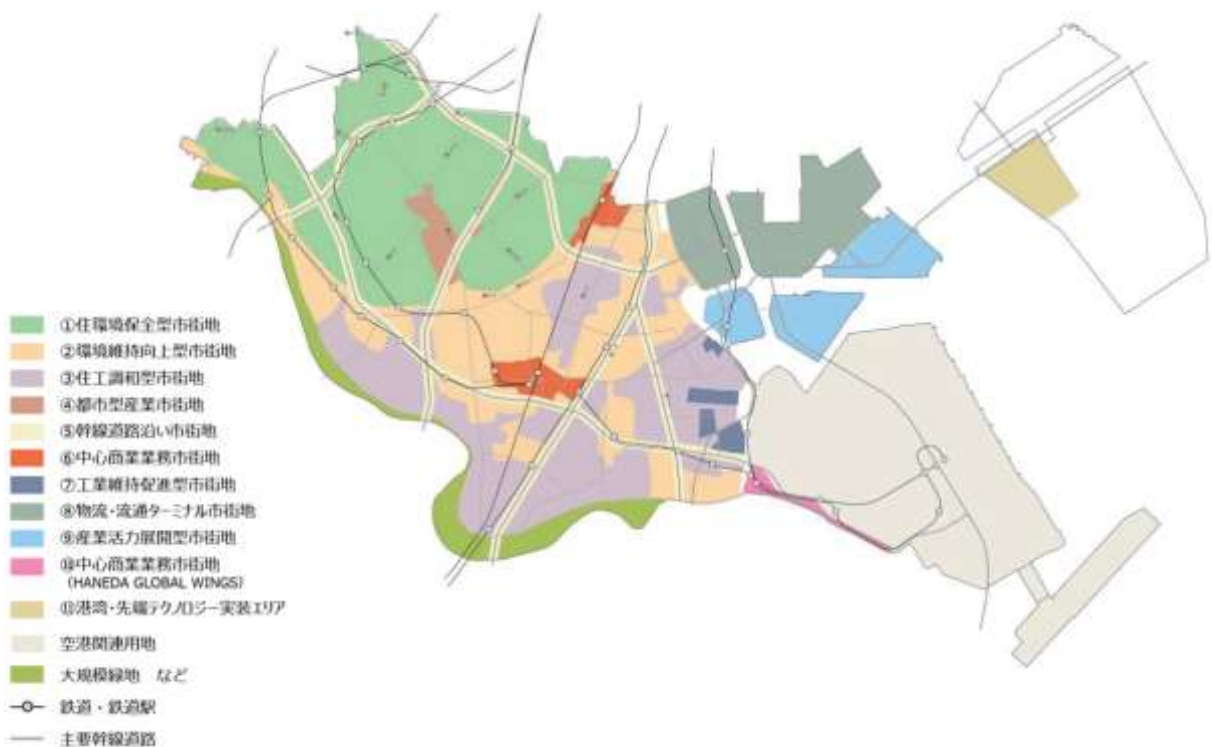 ①住環境保全型市街地
②環境維持向上型市街地
③住工調和型市街地
④都市型産業市街地
⑤幹線道路沿い市街地
⑥中心商業業務市街地
⑦工業維持促進型市街地
⑧物流・流通ターミナル市街地
⑨産業活力展開型市街地
⑩中心商業業務市街地
(HANEDA GLOBAL WINGS)
⑪港湾・先端テクノロジー実装エリア
空港関連用地
大規模緑地 など
鉄道・鉄道駅
主要幹線道路